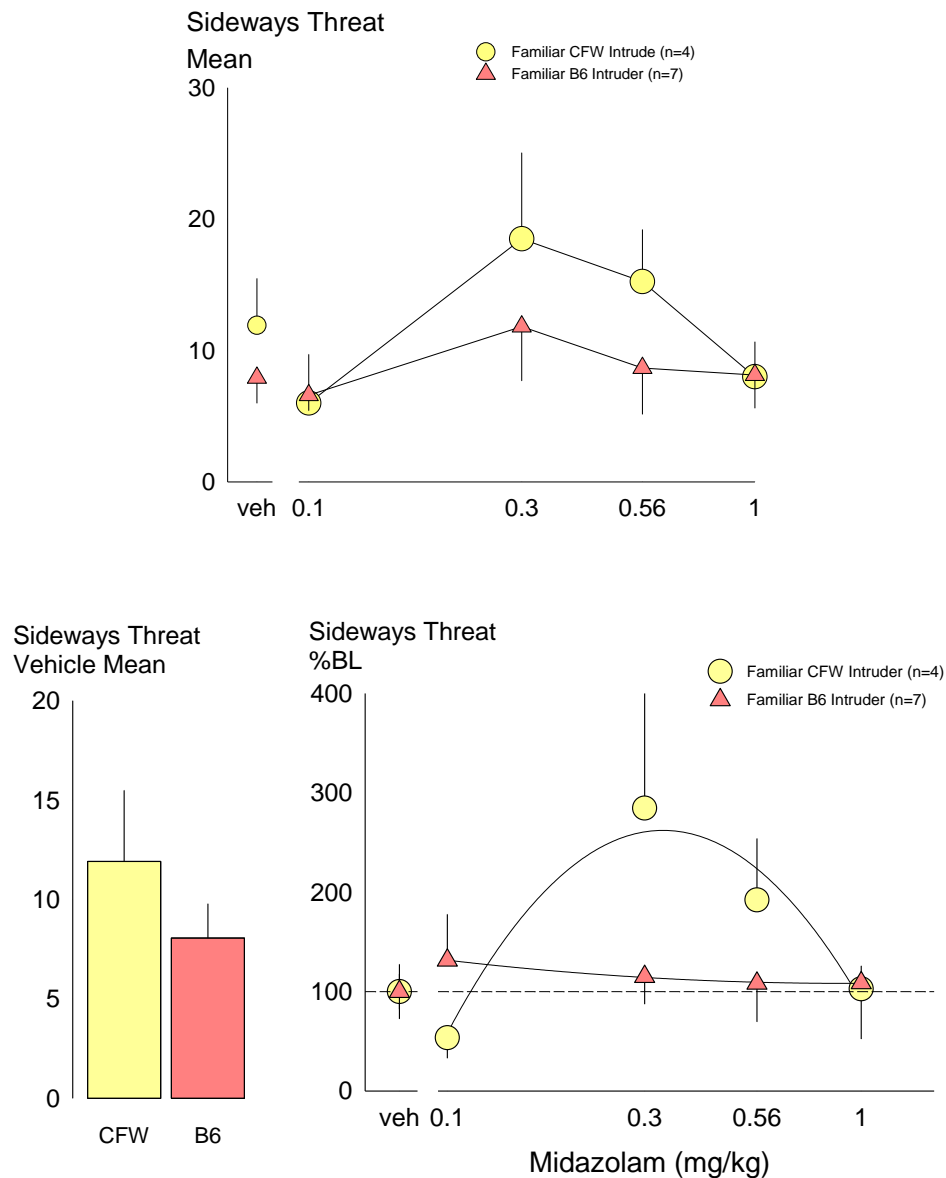 Sideways Threat
Mean
Familiar CFW Intrude (n=4)
Familiar B6 Intruder (n=7)
30
20
10
0
veh 0.1 0.3 0.56 1
Sideways Threat
Vehicle Mean
20
15
10
5
0
CFW B6
Sideways Threat
%BL
Familiar CFW Intruder (n=4)
Familiar B6 Intruder (n=7)
400
300
200
100
0
veh 0.1 0.3 0.56 1
Midazolam (mg/kg)